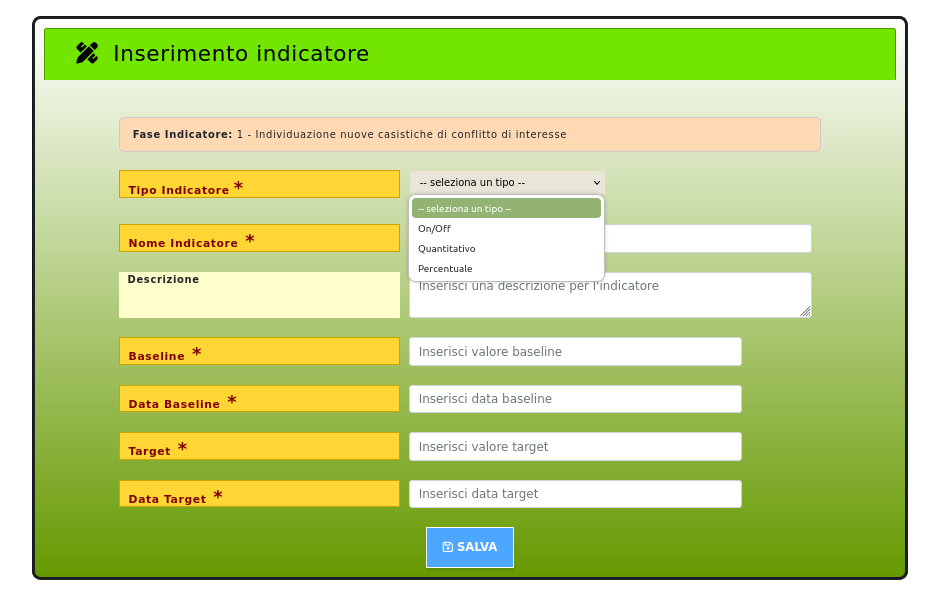 Inserimento indicatore
Fase Indicatore: 1 - Individuazione nuove casistiche di conflitto di interesse
Tipo Indicatore *
-- seleziona un tipo --
-- seleziona un tipo --
On/Off
Quantitativo
Percentuale
Nome Indicatore *
Descrizione
Inserisci una descrizione per l'indicatore
Baseline *
Inserisci valore baseline
Data Baseline *
Inserisci data baseline
Target *
Inserisci valore target
Data Target *
Inserisci data target
SALVA